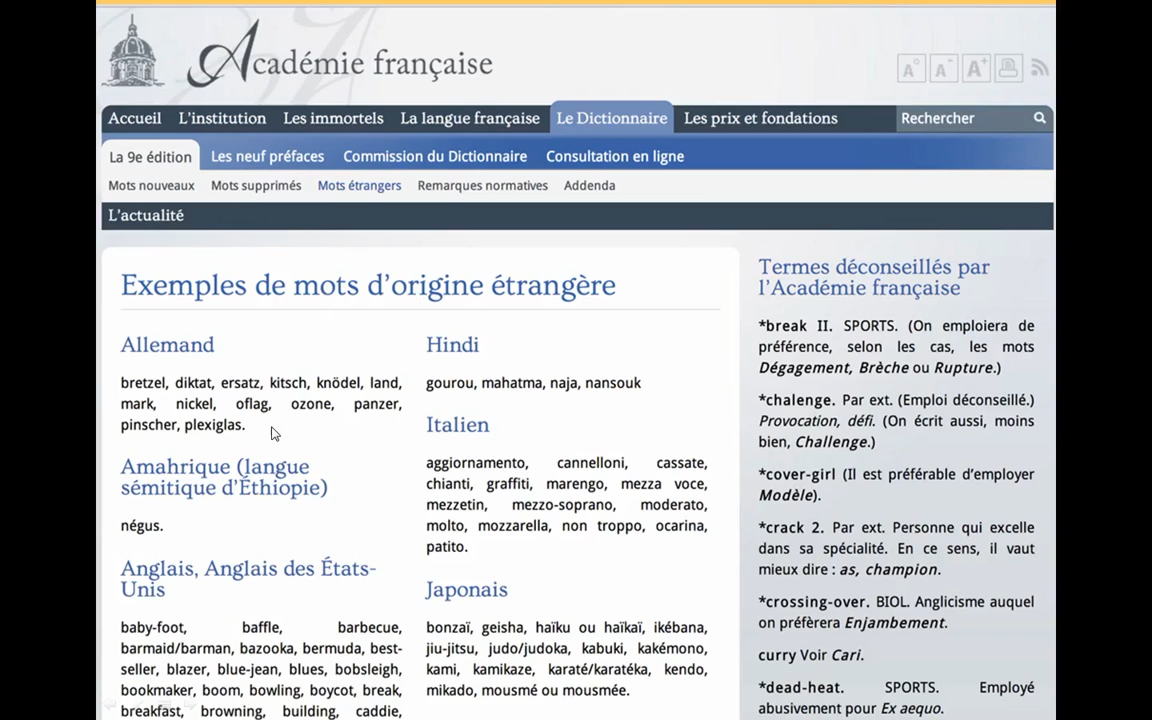 Académie française
A° A⁻ A⁺
Accueil L'institution Les immortels La langue française Le Dictionnaire Les prix et fondations Rechercher
La 9e édition Les neuf préfaces Commission du Dictionnaire Consultation en ligne
Mots nouveaux Mots supprimés Mots étrangers Remarques normatives Addenda
L'actualité
Exemples de mots d'origine étrangère
Allemand
bretzel, diktat, ersatz, kitsch, knödel, land,
mark, nickel, oflag, ozone, panzer,
pinscher, plexiglas.
Amahrique (langue
sémitique d'Éthiopie)
négus.
Anglais, Anglais des États-
Unis
baby-foot, baffle, barbecue,
barmaid/barman, bazooka, bermuda, best-
seller, blazer, blue-jean, blues, bobsleigh,
bookmaker, boom, bowling, boycot, break,
breakfast, browning, building, caddie,
Hindi
gourou, mahatma, naja, nansouk
Italien
aggiornamento, cannelloni, cassate,
chianti, graffiti, marengo, mezza voce,
mezzetin, mezzo-soprano, moderato,
molto, mozzarella, non troppo, ocarina,
patito.
Japonais
bonzaï, geisha, haïku ou haïkaï, ikébana,
jiu-jitsu, judo/judoka, kabuki, kakémono,
kami, kamikaze, karaté/karatéka, kendo,
mikado, mousmé ou mousmée.
Termes déconseillés par
l'Académie française
*break II. SPORTS. (On emploiera de
préférence, selon les cas, les mots
Dégagement, Brèche ou Rupture.)
*chalenge. Par ext. (Emploi déconseillé.)
Provocation, défi. (On écrit aussi, moins
bien, Challenge.)
*cover-girl (Il est préférable d'employer
Modèle).
*crack 2. Par ext. Personne qui excelle
dans sa spécialité. En ce sens, il vaut
mieux dire : as, champion.
*crossing-over. BIOL. Anglicisme auquel
on préfèrera Enjambement.
curry Voir Cari.
*dead-heat. SPORTS. Employé
abusivement pour Ex aequo.